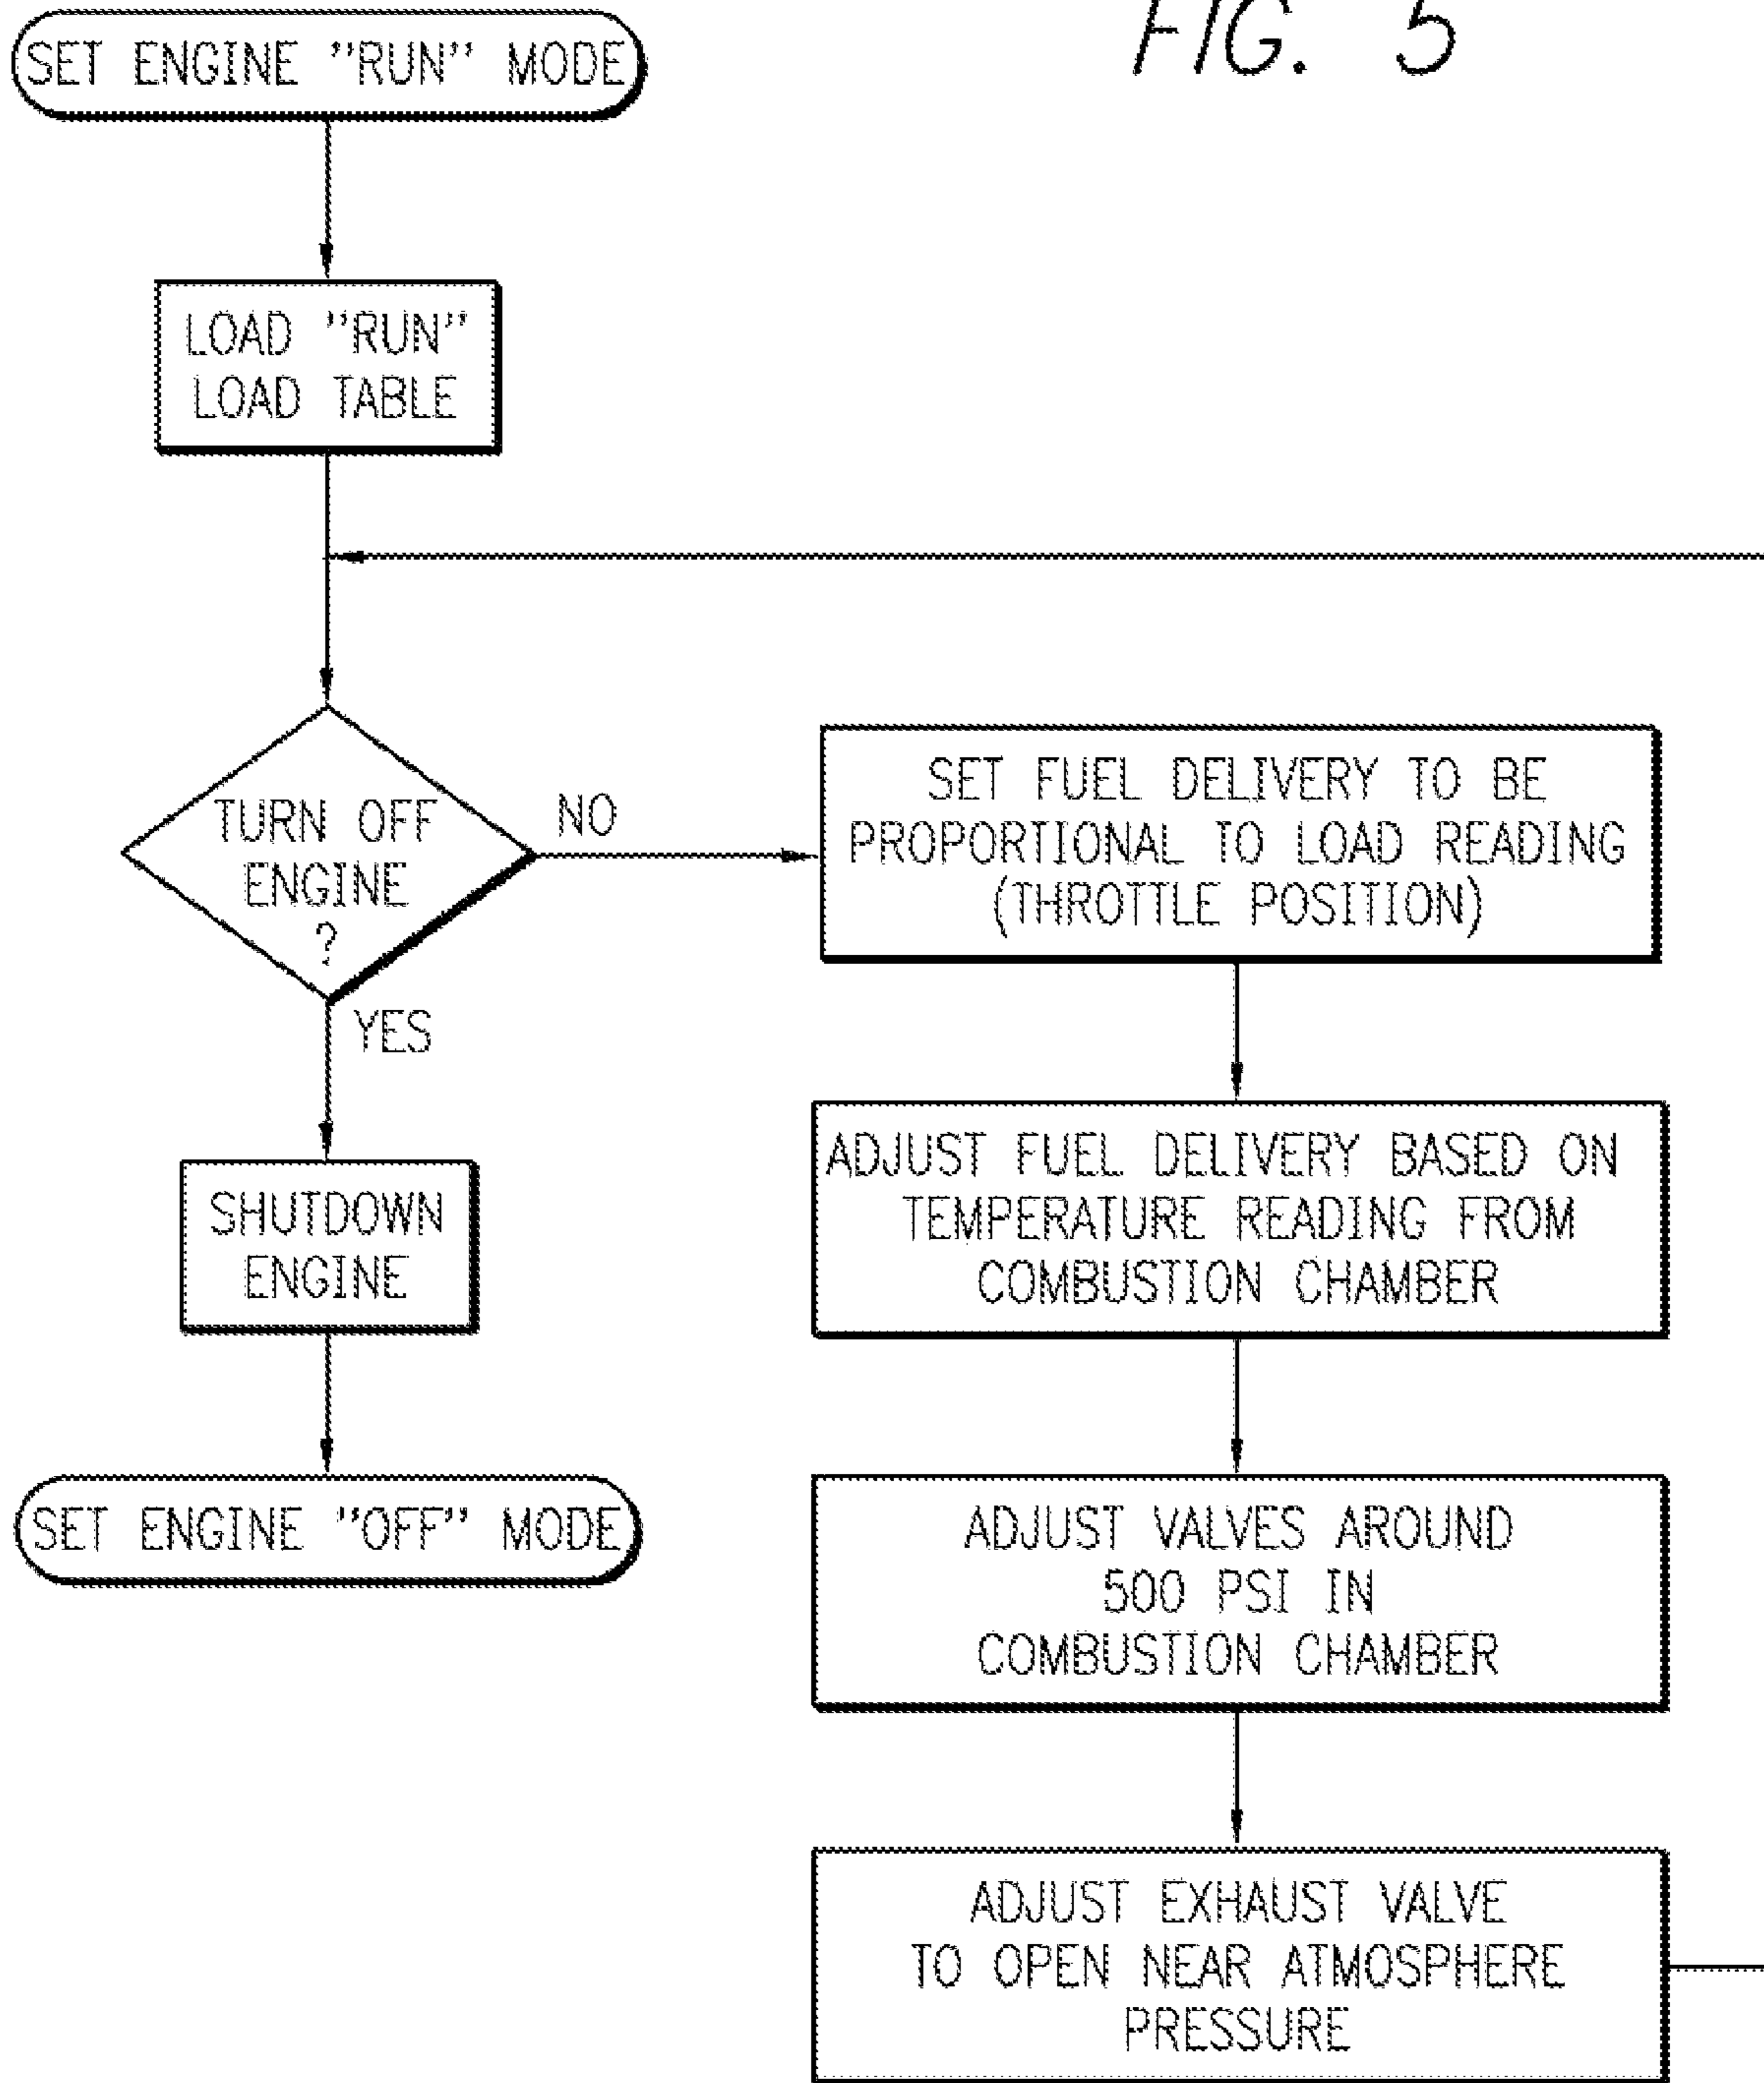 FIG. 5
SET ENGINE "RUN" MODE
LOAD "RUN"
LOAD TABLE
TURN OFF
ENGINE
?
NO
YES
SHUTDOWN
ENGINE
SET ENGINE "OFF" MODE
SET FUEL DELIVERY TO BE
PROPORTIONAL TO LOAD READING
(THROTTLE POSITION)
ADJUST FUEL DELIVERY BASED ON
TEMPERATURE READING FROM
COMBUSTION CHAMBER
ADJUST VALVES AROUND
500 PSI IN
COMBUSTION CHAMBER
ADJUST EXHAUST VALVE
TO OPEN NEAR ATMOSPHERE
PRESSURE